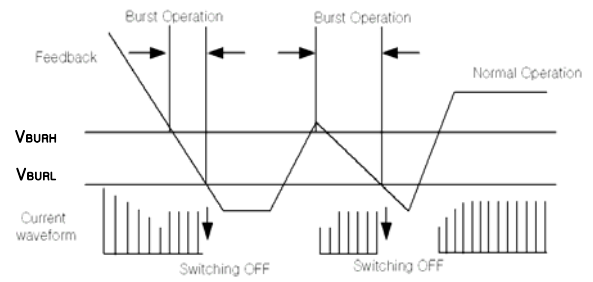 Burst Operation
Burst Operation
Feedback
Normal Operation
VBURH
VBURL
Current
waveform
Switching OFF
Switching OFF